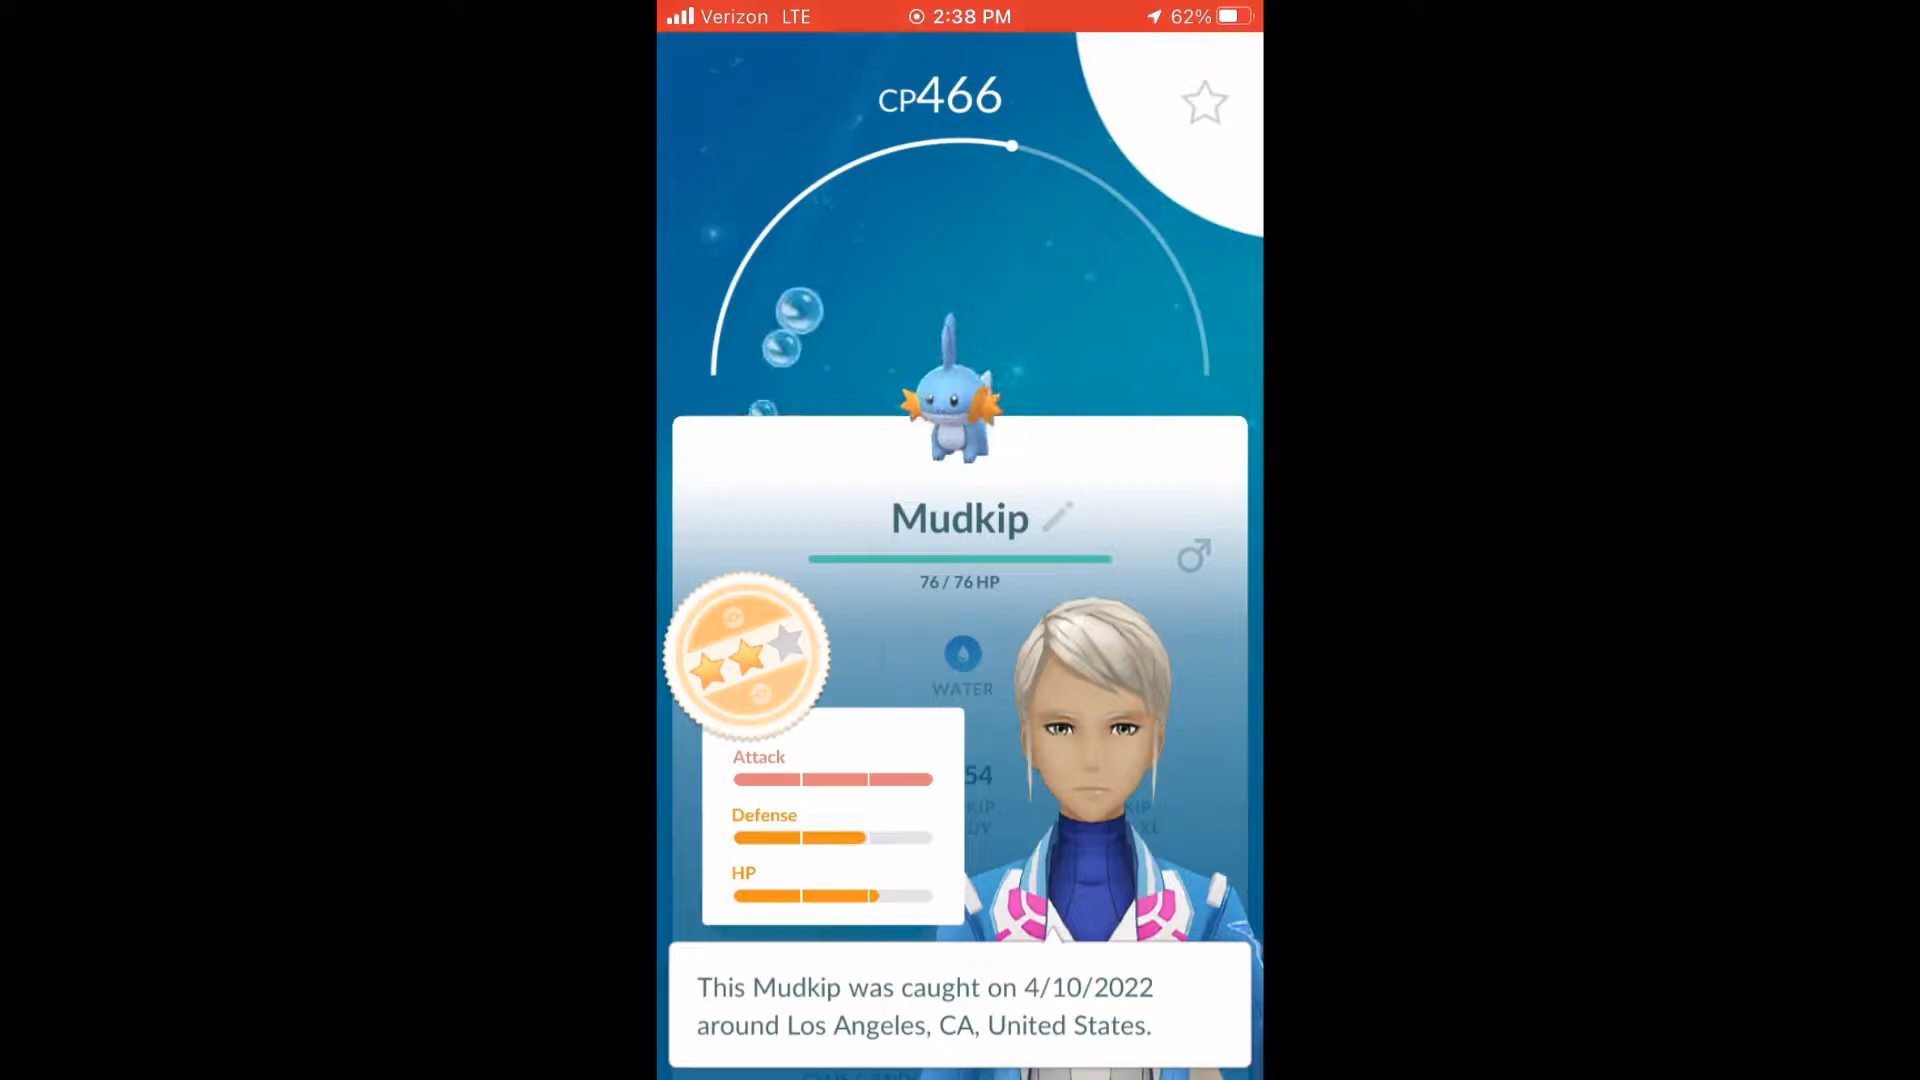 Verizon LTE 2:38 PM 62%
CP466
Mudkip
76 / 76 HP
WATER
Attack
54
Defense
HP
This Mudkip was caught on 4/10/2022
around Los Angeles, CA, United States.